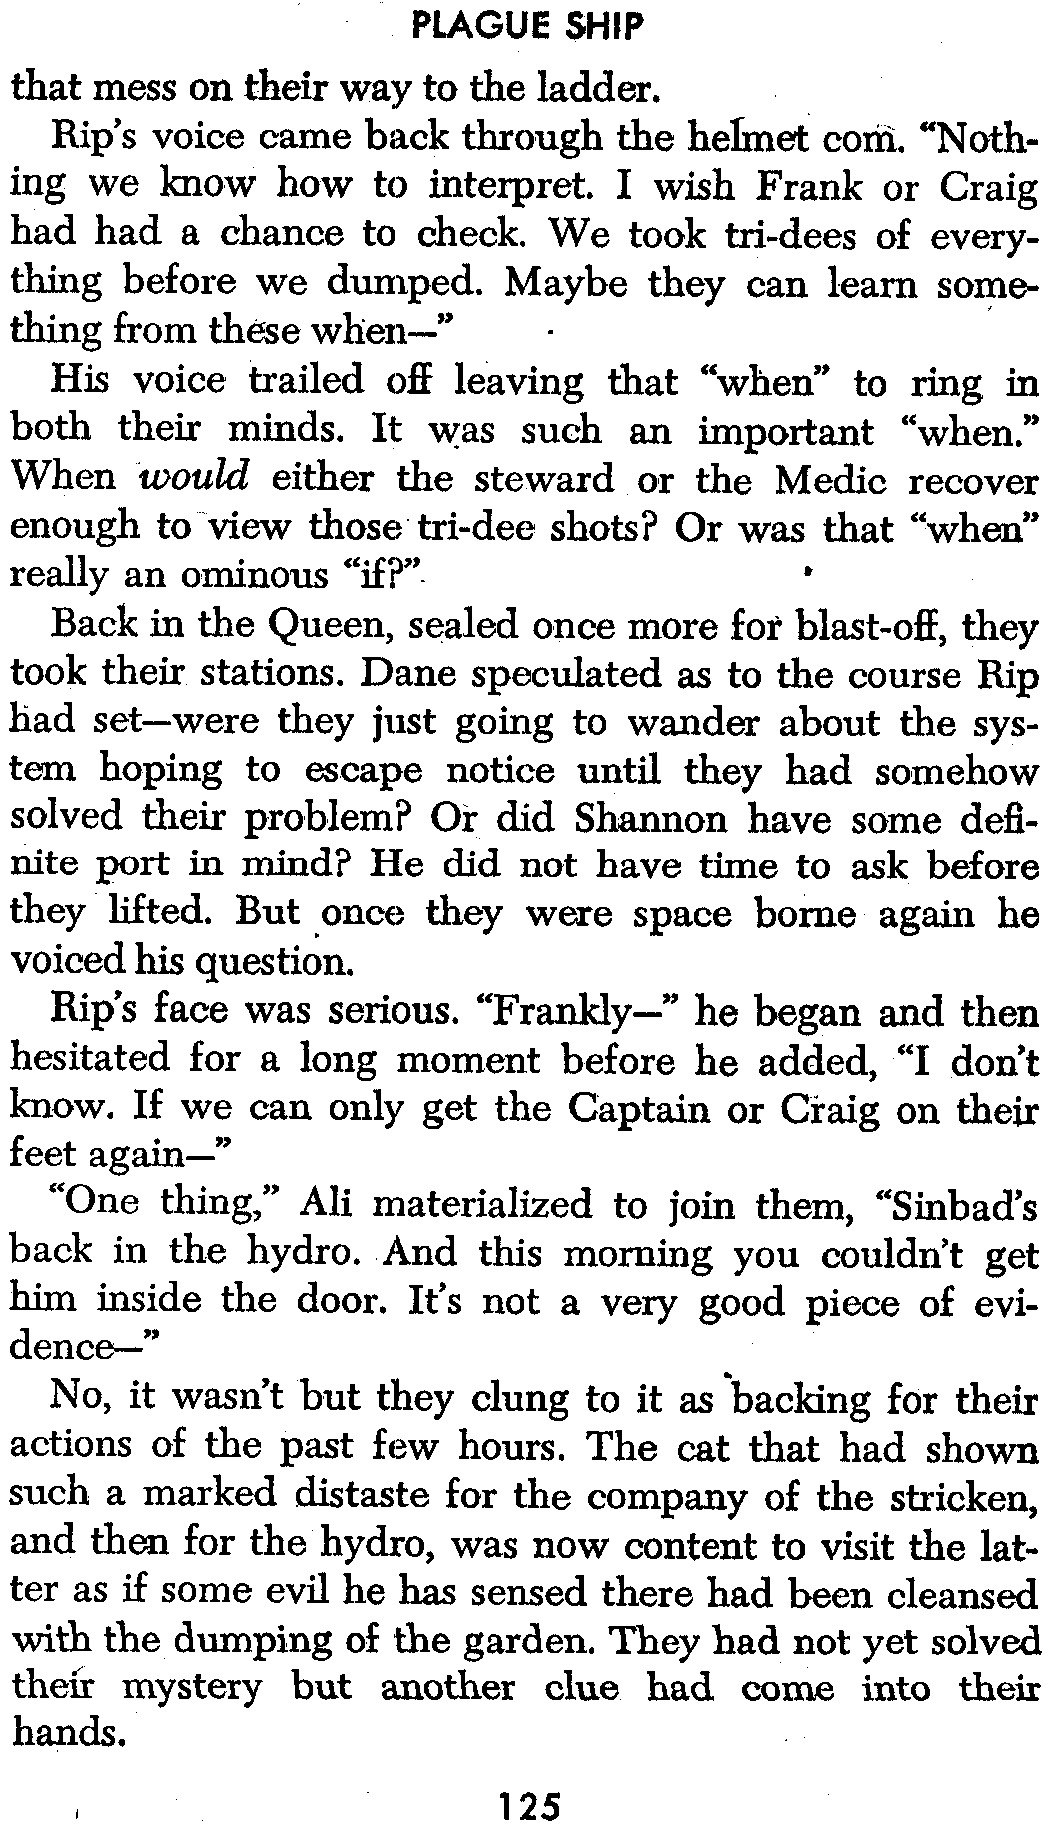 PLAGUE SHIP
that mess on their way to the ladder.
Rip's voice came back through the helmet com. “Noth-
ing we know how to interpret. I wish Frank or Craig
had had a chance to check. We took tri-dees of every-
thing before we dumped. Maybe they can learn some-
thing from these when—”
His voice trailed off leaving that “when” to ring in
both their minds. It was such an important “when.”
When would either the steward or the Medic recover
enough to view those tri-dee shots? Or was that “when”
really an ominous “if?”
Back in the Queen, sealed once more for blast-off, they
took their stations. Dane speculated as to the course Rip
had set—were they just going to wander about the sys-
tem hoping to escape notice until they had somehow
solved their problem? Or did Shannon have some defi-
nite port in mind? He did not have time to ask before
they lifted. But once they were space borne again he
voiced his question.
Rip's face was serious. “Frankly—” he began and then
hesitated for a long moment before he added, “I don't
know. If we can only get the Captain or Craig on their
feet again—”
“One thing,” Ali materialized to join them, “Sinbad's
back in the hydro. And this morning you couldn't get
him inside the door. It's not a very good piece of evi-
dence—”
No, it wasn't but they clung to it as backing for their
actions of the past few hours. The cat that had shown
such a marked distaste for the company of the stricken,
and then for the hydro, was now content to visit the lat-
ter as if some evil he has sensed there had been cleansed
with the dumping of the garden. They had not yet solved
their mystery but another clue had come into their
hands.
125